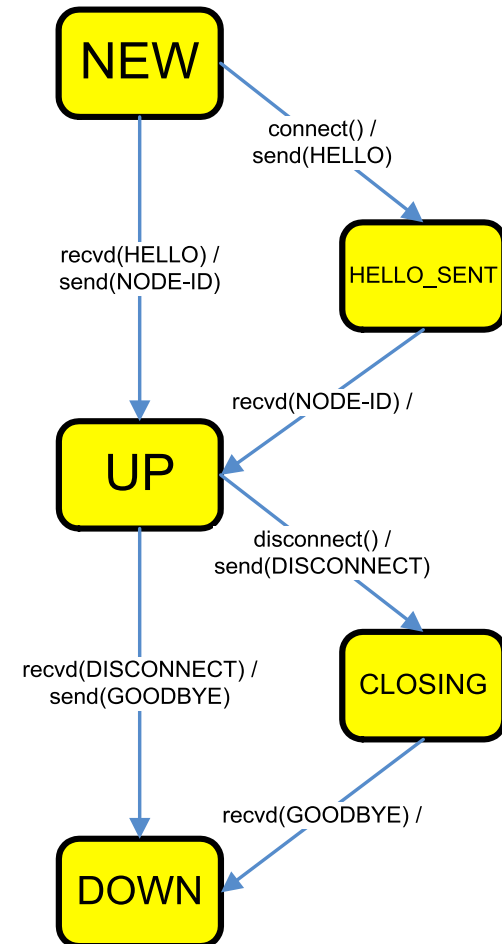 NEW
connect() /
send(HELLO)
recvd(HELLO) /
send(NODE-ID)
HELLO_SENT
recvd(NODE-ID) /
UP
disconnect() /
send(DISCONNECT)
recvd(DISCONNECT) /
send(GOODBYE)
CLOSING
recvd(GOODBYE) /
DOWN